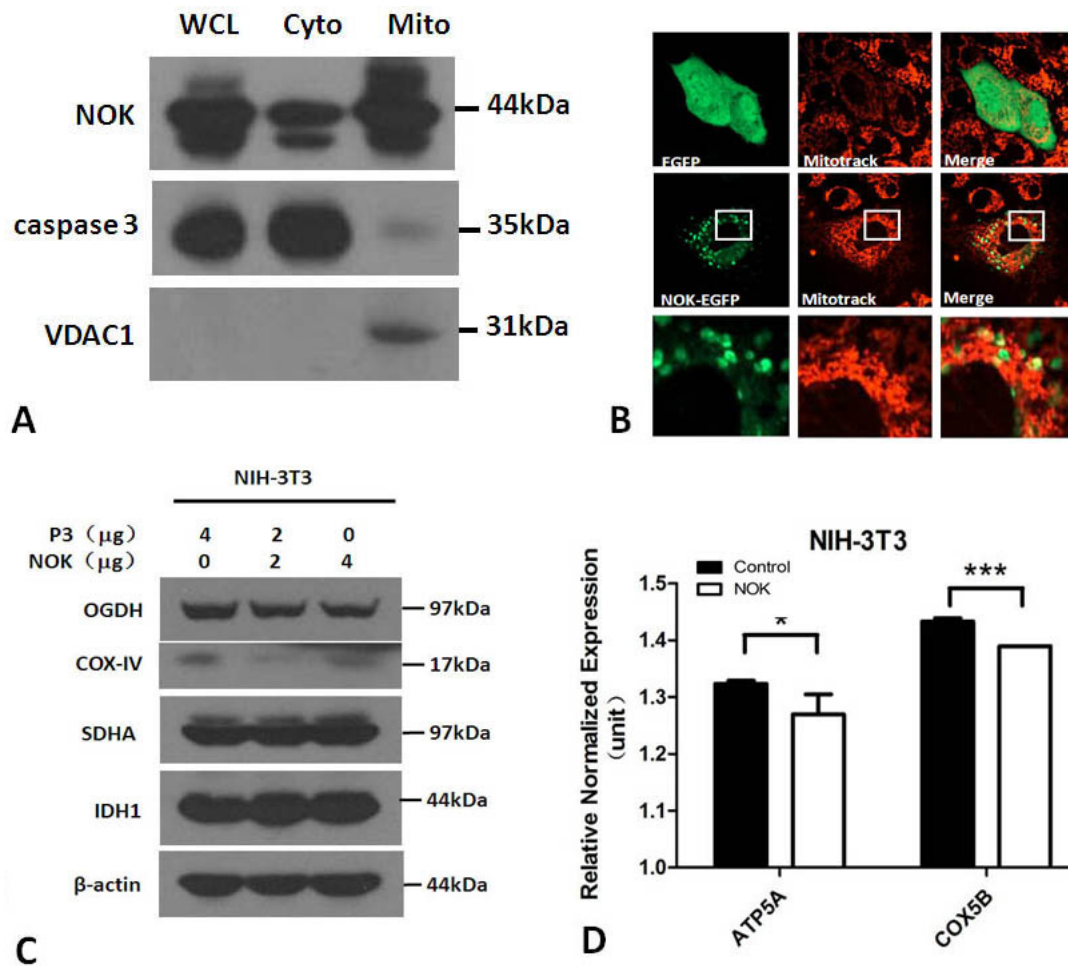 WCL Cyto Mito
NOK 44kDa
caspase 3 35kDa
VDAC1 31kDa
A
EGFP Mitotrack Merge
NOK-EGFP Mitotrack Merge
B
NIH-3T3
P3 (μg) 4 2 0
NOK (μg) 0 2 4
OGDH 97kDa
COX-IV 17kDa
SDHA 97kDa
IDH1 44kDa
β-actin 44kDa
C
NIH-3T3
Control
NOK
Relative Normalized Expression
(unit)
1.5
1.4
1.3
1.2
1.1
1.0
*
***
ATP5A
COX5B
D